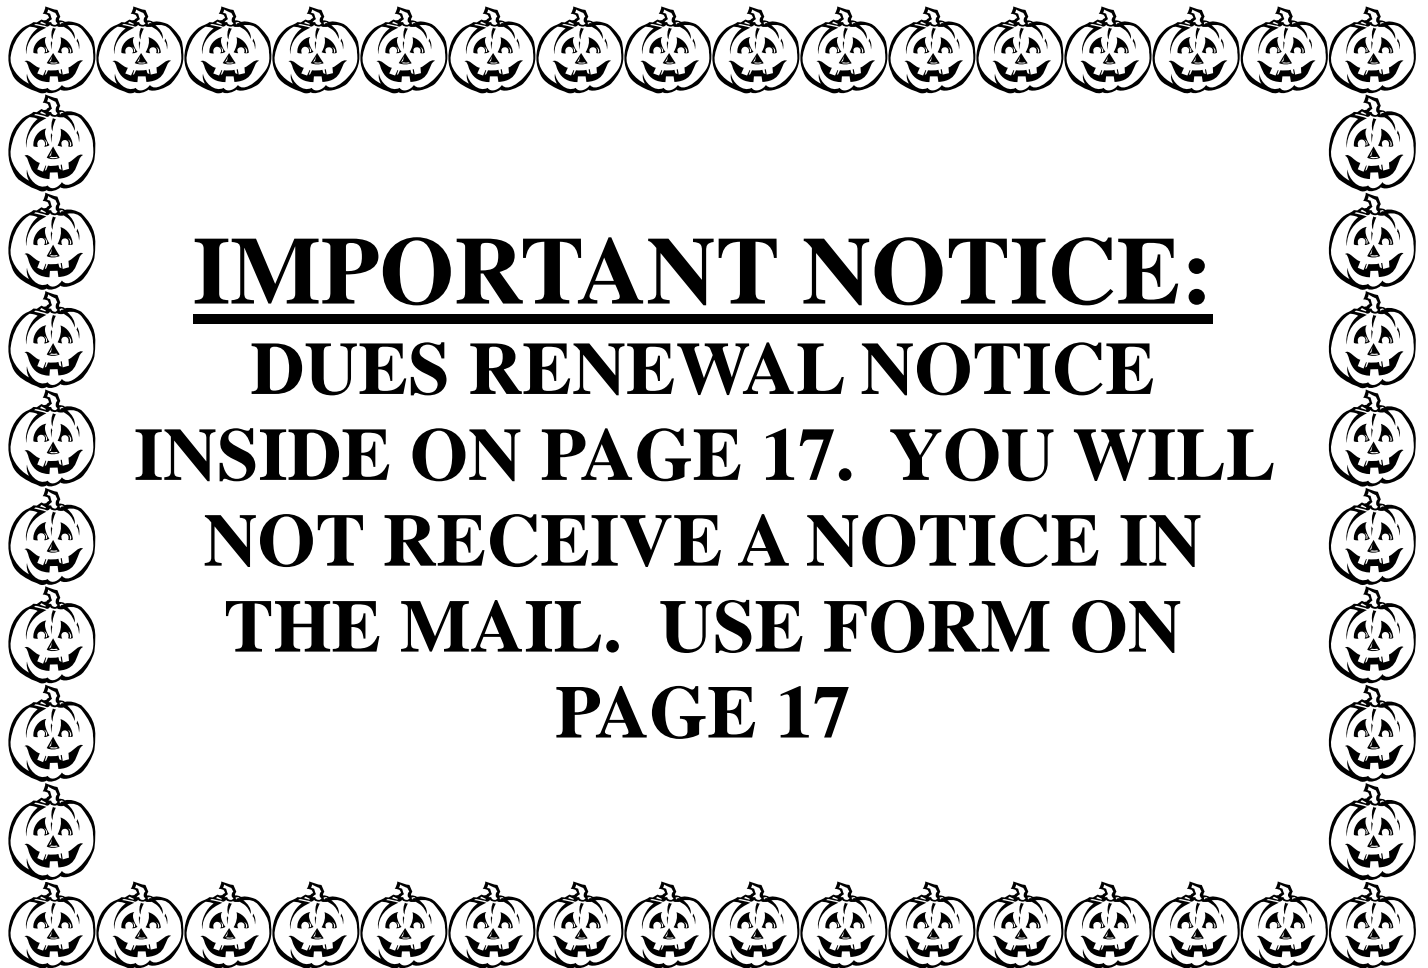 IMPORTANT NOTICE:
DUES RENEWAL NOTICE
INSIDE ON PAGE 17.  YOU WILL
NOT RECEIVE A NOTICE IN
THE MAIL.  USE FORM ON
PAGE 17